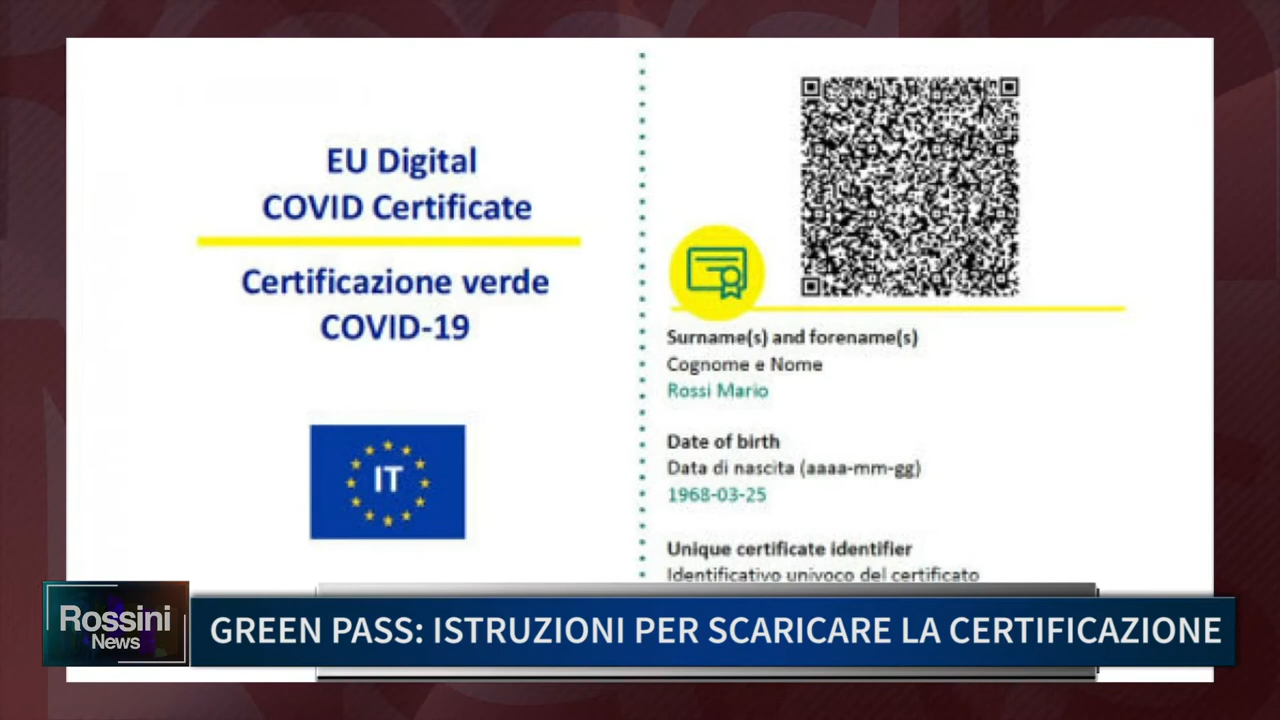 EU Digital
COVID Certificate
Certificazione verde
COVID-19
IT
Surname(s) and forename(s)
Cognome e Nome
Rossi Mario
Date of birth
Data di nascita (aaaa-mm-gg)
1968-03-25
Unique certificate identifier
Identificativo univoco del certificato
Rossini
News
GREEN PASS: ISTRUZIONI PER SCARICARE LA CERTIFICAZIONE